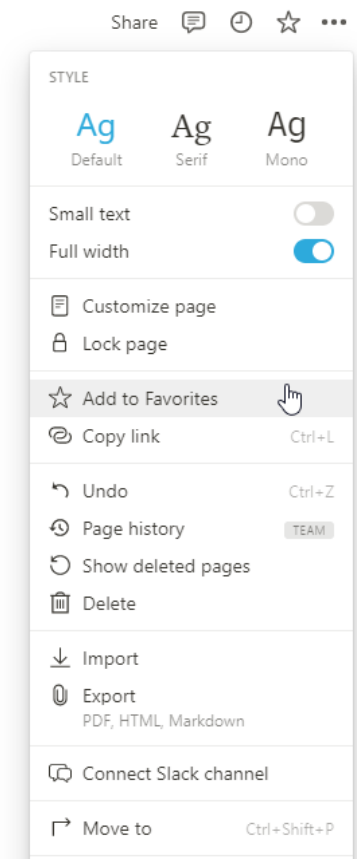 Share
STYLE
Ag Ag Ag
Default Serif Mono
Small text
Full width
Customize page
Lock page
Add to Favorites
Copy link Ctrl+L
Undo Ctrl+Z
Page history TEAM
Show deleted pages
Delete
Import
Export
PDF, HTML, Markdown
Connect Slack channel
Move to Ctrl+Shift+P